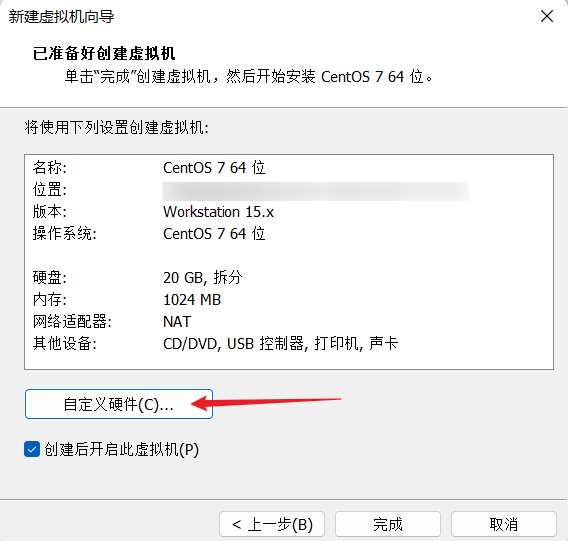 新建虚拟机向导
已准备好创建虚拟机
单击“完成”创建虚拟机，然后开始安装 CentOS 7 64 位。
将使用下列设置创建虚拟机:
名称: CentOS 7 64 位
位置:
版本: Workstation 15.x
操作系统: CentOS 7 64 位
硬盘: 20 GB, 拆分
内存: 1024 MB
网络适配器: NAT
其他设备: CD/DVD, USB 控制器, 打印机, 声卡
自定义硬件(C)...
创建后开启此虚拟机(P)
< 上一步(B) 完成 取消